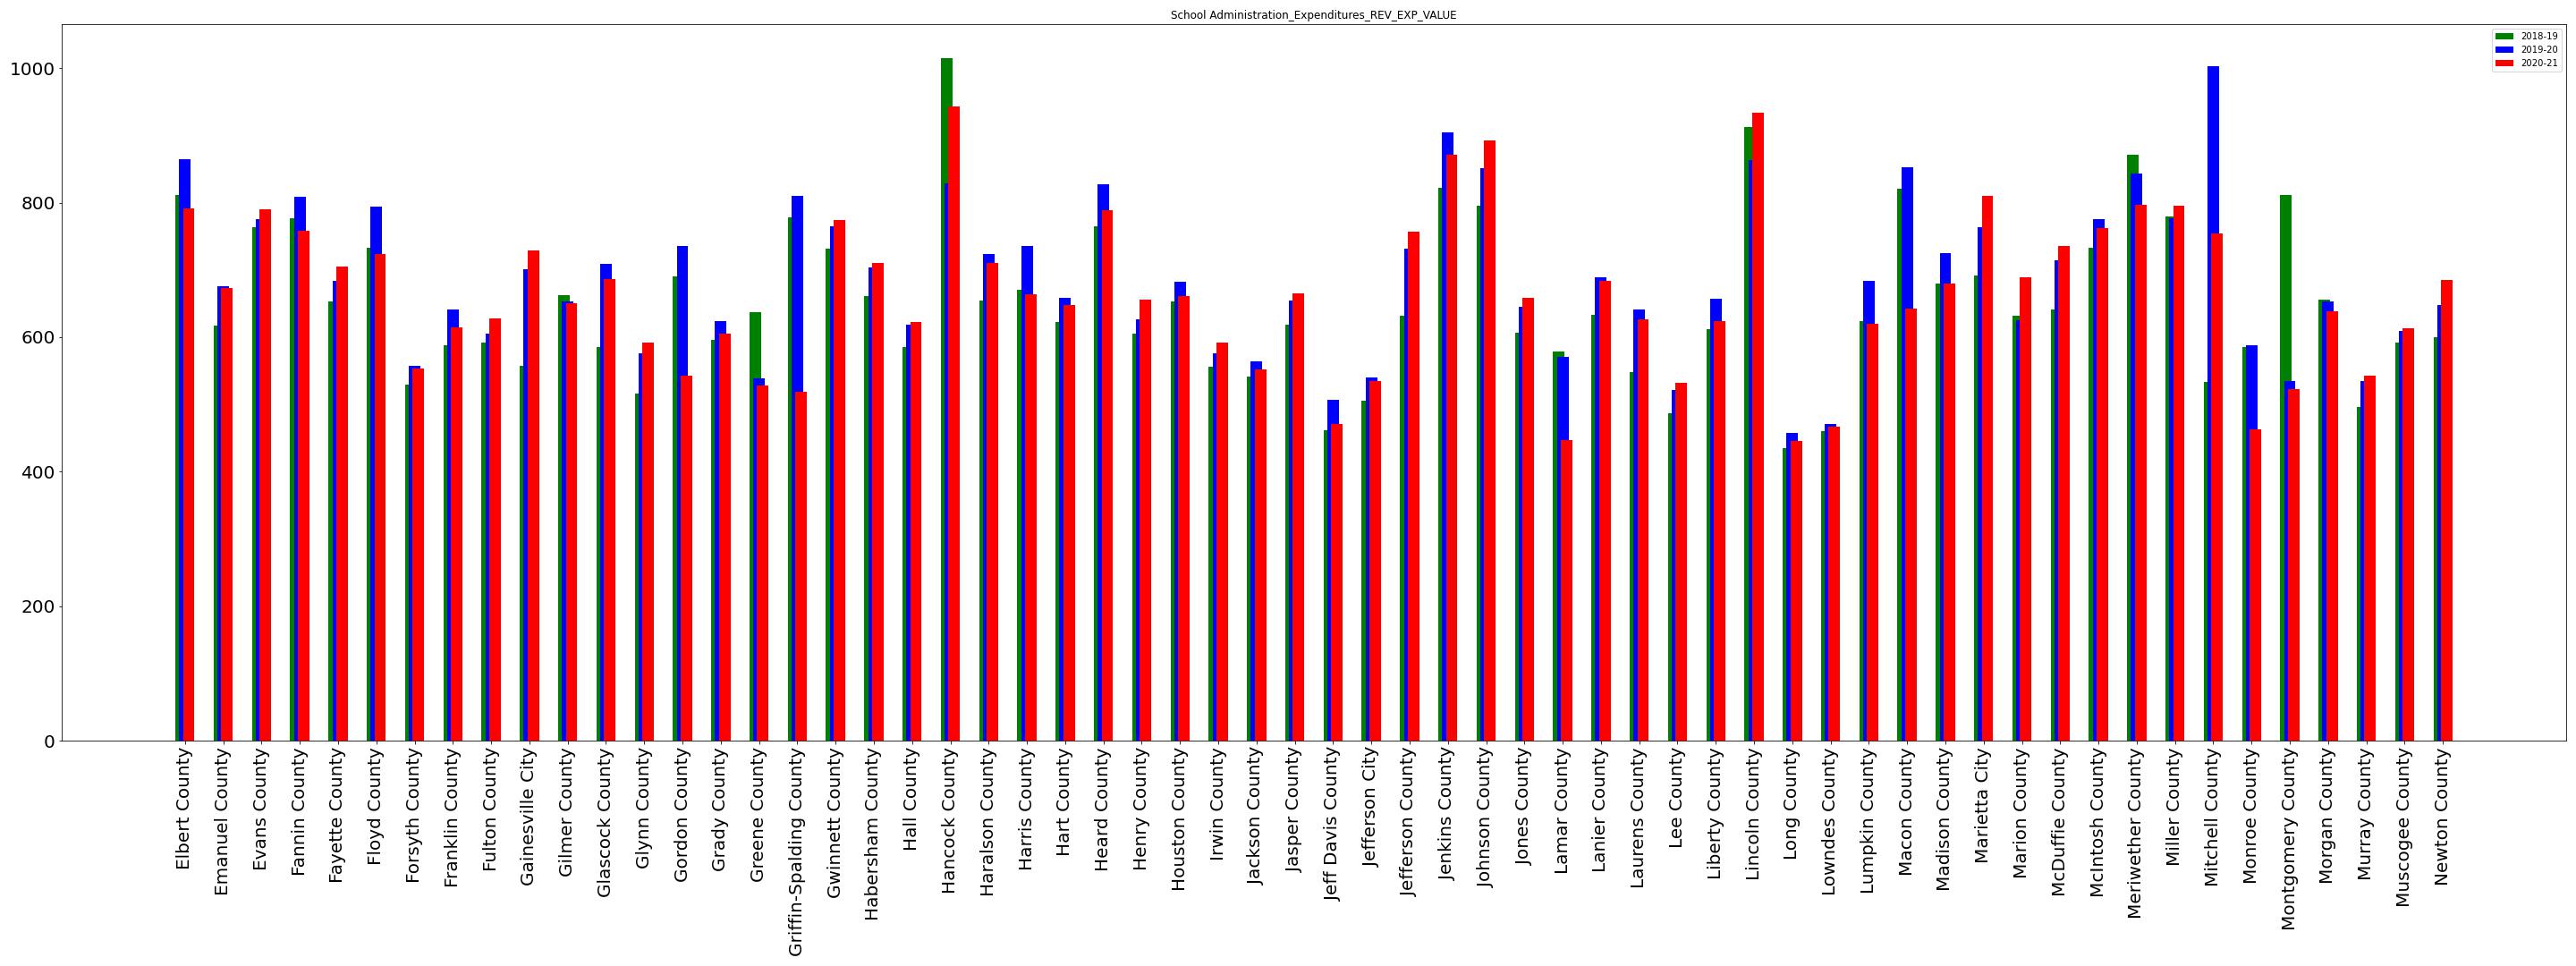 School Administration_Expenditures_REV_EXP_VALUE
2018-19
2019-20
2020-21
1000
800
600
400
200
0
Elbert County
Emanuel County
Evans County
Fannin County
Fayette County
Floyd County
Forsyth County
Franklin County
Fulton County
Gainesville City
Gilmer County
Glascock County
Glynn County
Gordon County
Grady County
Greene County
Griffin-Spalding County
Gwinnett County
Habersham County
Hall County
Hancock County
Haralson County
Harris County
Hart County
Heard County
Henry County
Houston County
Irwin County
Jackson County
Jasper County
Jeff Davis County
Jefferson City
Jefferson County
Jenkins County
Johnson County
Jones County
Lamar County
Lanier County
Laurens County
Lee County
Liberty County
Lincoln County
Long County
Lowndes County
Lumpkin County
Macon County
Madison County
Marietta City
Marion County
McDuffie County
McIntosh County
Meriwether County
Miller County
Mitchell County
Monroe County
Montgomery County
Morgan County
Murray County
Muscogee County
Newton County